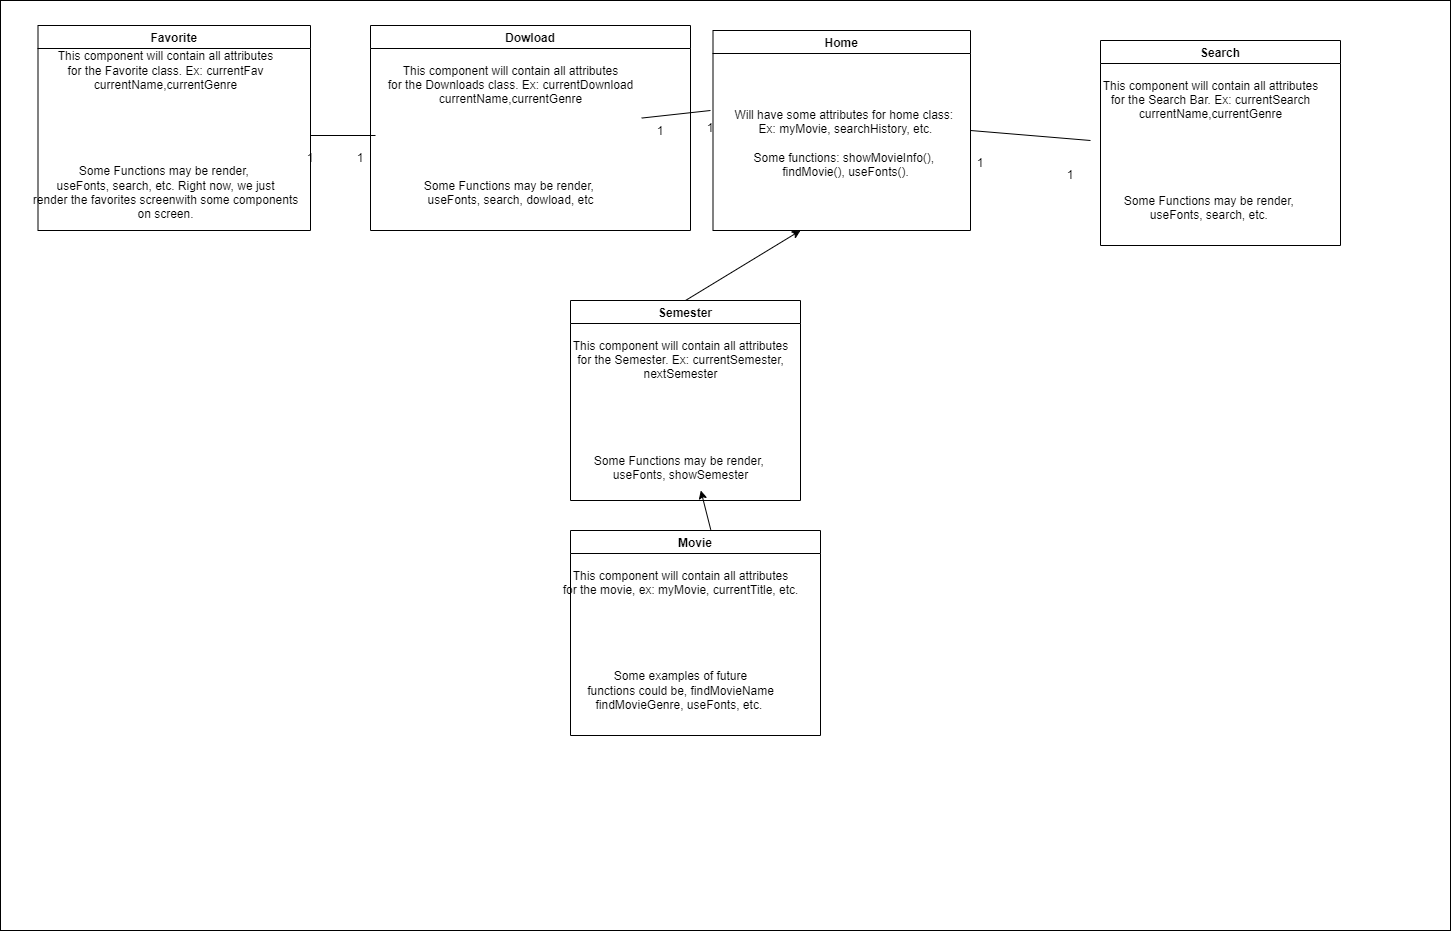 Favorite
This component will contain all attributes
for the Favorite class. Ex: currentFav
currentName,currentGenre
Some Functions may be render,
useFonts, search, etc. Right now, we just
render the favorites screenwith some components
on screen.
1
1
Dowload
This component will contain all attributes
for the Downloads class. Ex: currentDownload
currentName,currentGenre
Some Functions may be render,
useFonts, search, dowload, etc
1
1
Home
Will have some attributes for home class:
Ex: myMovie, searchHistory, etc.
Some functions: showMovieInfo(),
findMovie(), useFonts().
1
1
Search
This component will contain all attributes
for the Search Bar. Ex: currentSearch
currentName,currentGenre
Some Functions may be render,
useFonts, search, etc.
Semester
This component will contain all attributes
for the Semester. Ex: currentSemester,
nextSemester
Some Functions may be render,
useFonts, showSemester
Movie
This component will contain all attributes
for the movie, ex: myMovie, currentTitle, etc.
Some examples of future
functions could be, findMovieName
findMovieGenre, useFonts, etc.